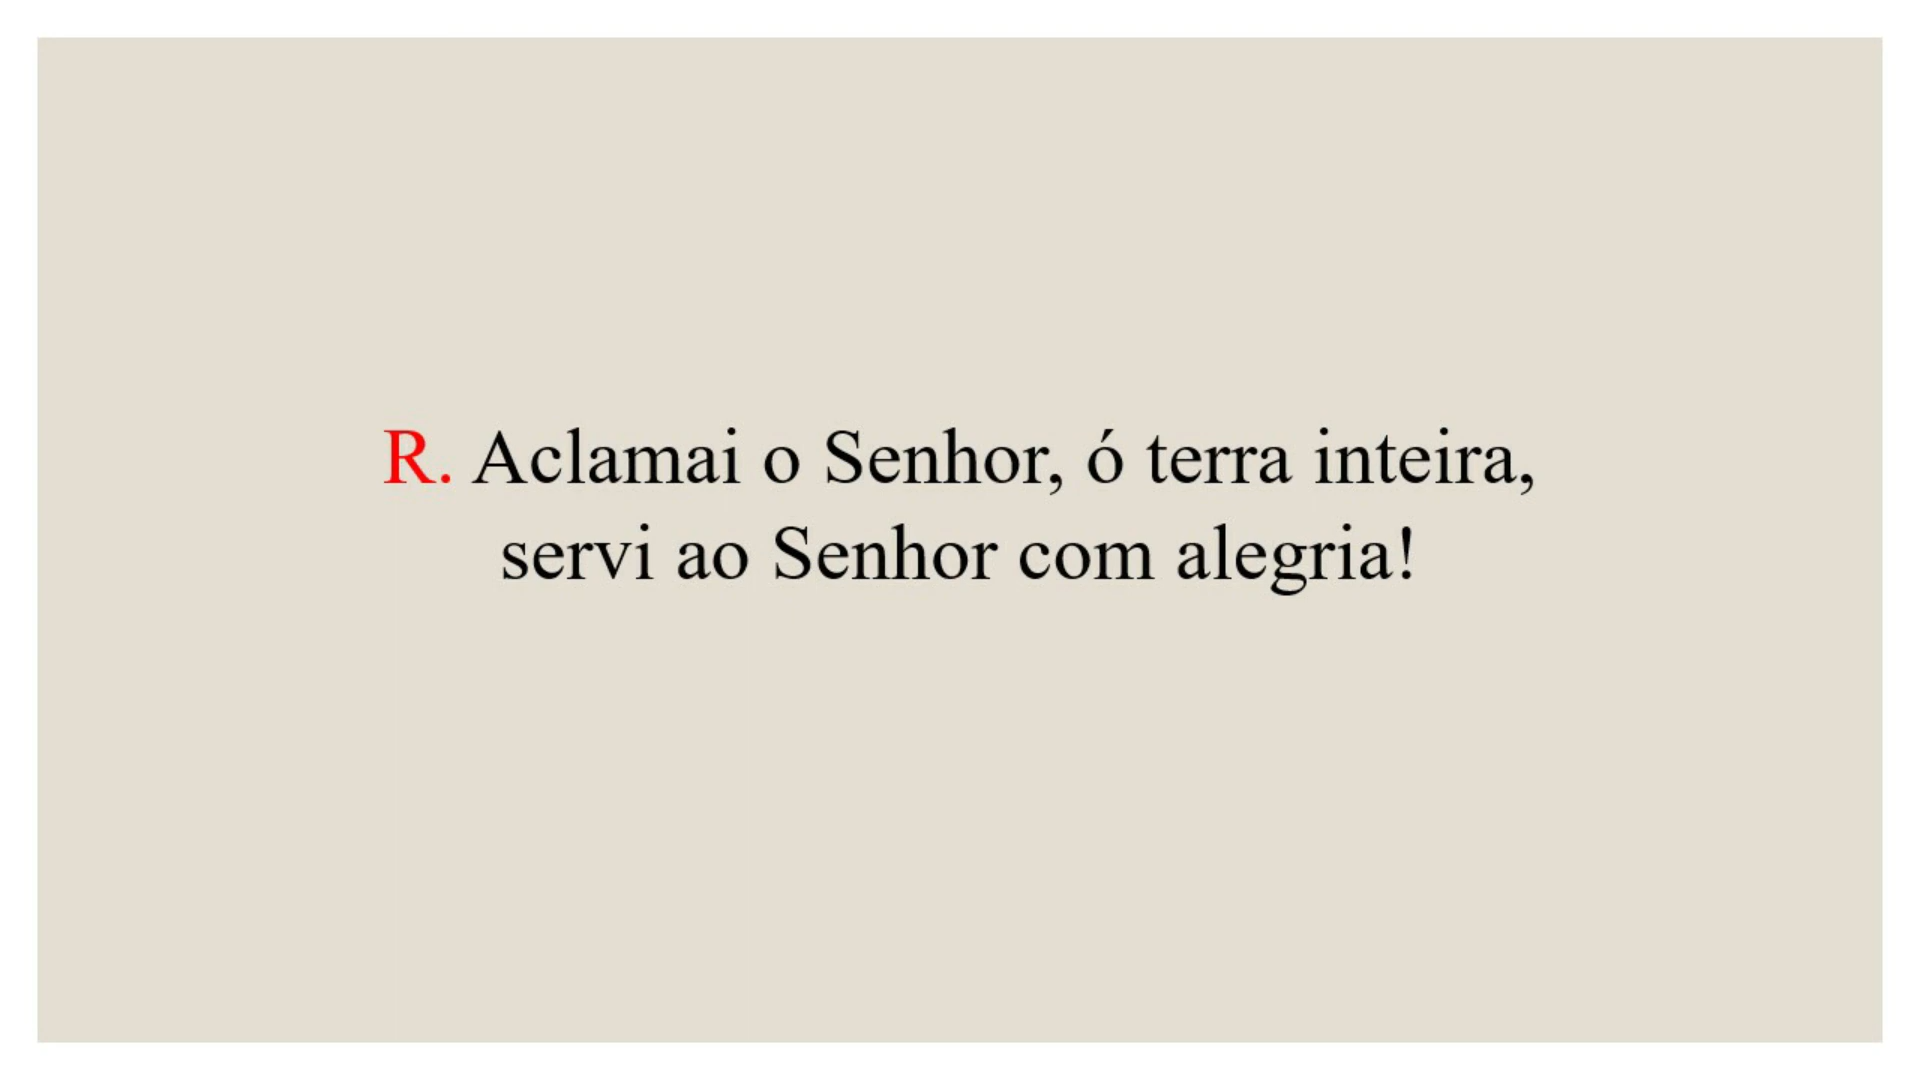 R. Aclamai o Senhor, ó terra inteira,
servi ao Senhor com alegria!